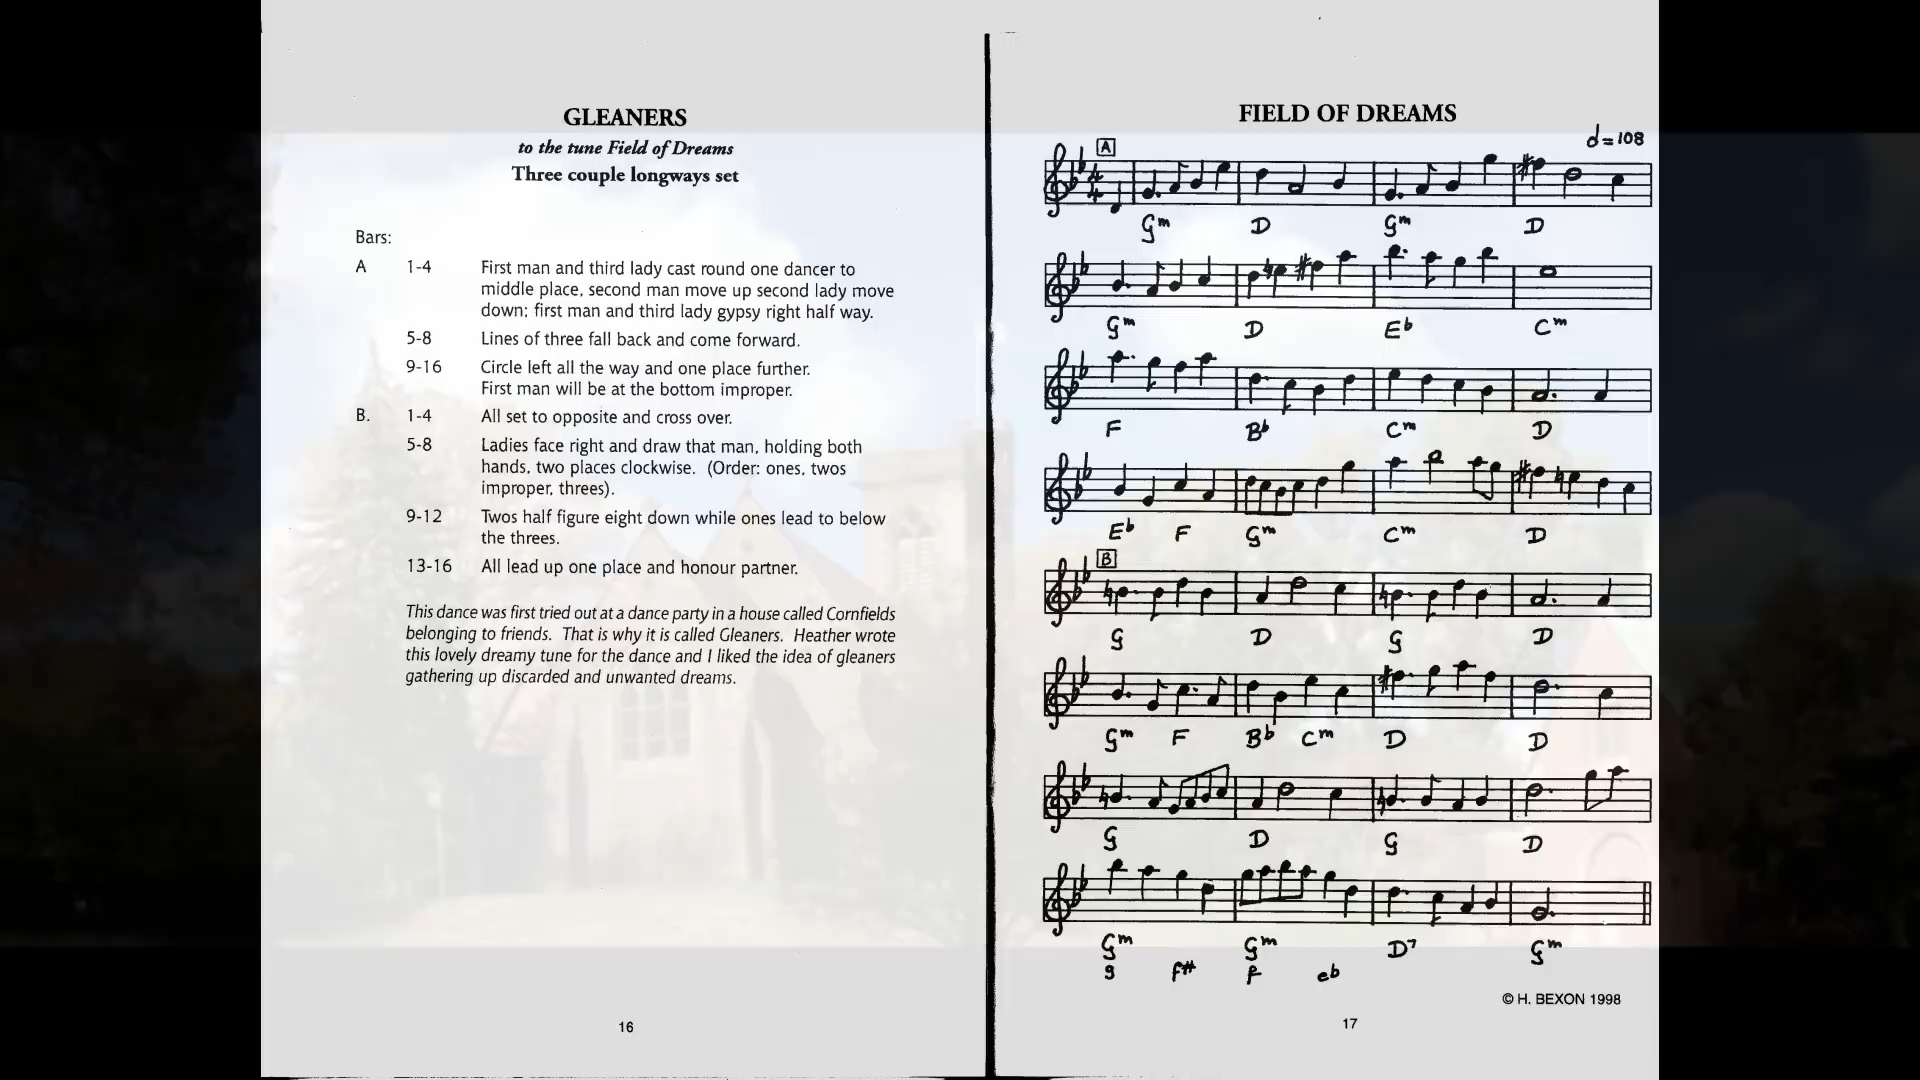 GLEANERS
to the tune Field of Dreams
Three couple longways set
Bars:
A 1-4 First man and third lady cast round one dancer to
middle place, second man move up second lady move
down; first man and third lady gypsy right half way.
5-8 Lines of three fall back and come forward.
9-16 Circle left all the way and one place further.
First man will be at the bottom improper.
B. 1-4 All set to opposite and cross over.
5-8 Ladies face right and draw that man, holding both
hands, two places clockwise. (Order: ones, twos
improper, threes).
9-12 Twos half figure eight down while ones lead to below
the threes.
13-16 All lead up one place and honour partner.
This dance was first tried out at a dance party in a house called Cornfields
belonging to friends. That is why it is called Gleaners. Heather wrote
this lovely dreamy tune for the dance and I liked the idea of gleaners
gathering up discarded and unwanted dreams.
16
FIELD OF DREAMS
𝅗𝅥=108
A
4
4
Gm D Gm D
Gm D Eb Cm
F Bb Cm D
Eb F Gm Cm D
B
G D G D
Gm F Bb Cm D D
G D G D
Gm Gm D7 Gm
g f# f eb
© H. BEXON 1998
17